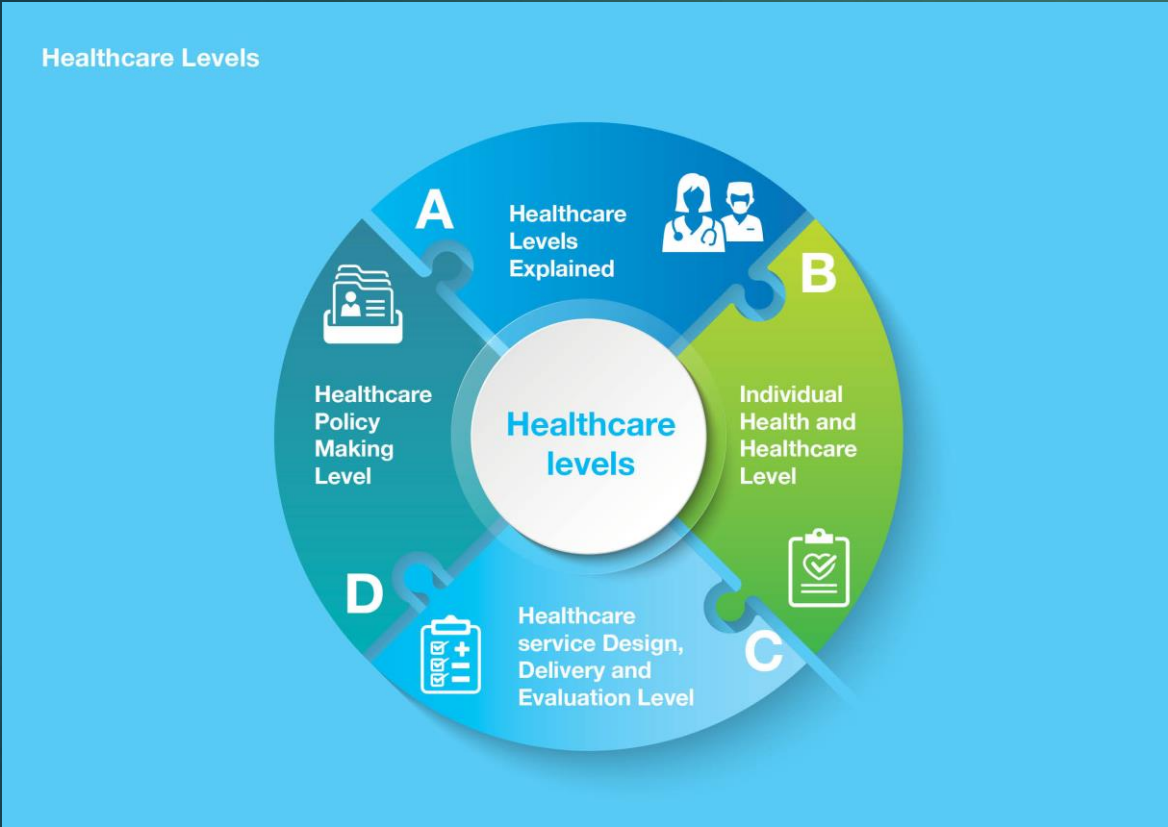 Healthcare Levels
A
Healthcare
Levels
Explained
B
Individual
Health and
Healthcare
Level
C
Healthcare
service Design,
Delivery and
Evaluation Level
D
Healthcare
Policy
Making
Level
Healthcare
levels